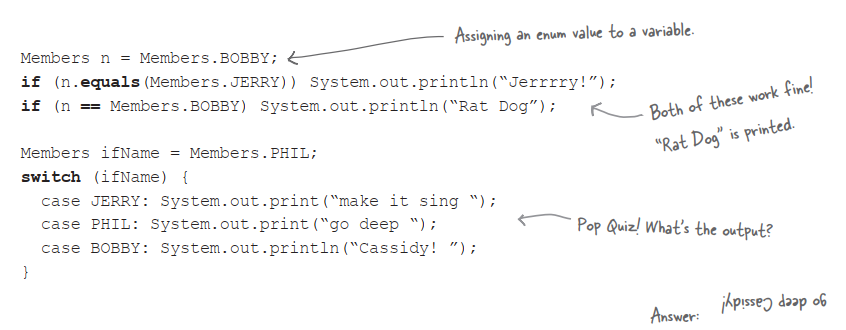 Assigning an enum value to a variable.
Members n = Members.BOBBY;
if (n.equals(Members.JERRY)) System.out.println(“Jerrrry!”);
if (n == Members.BOBBY) System.out.println(“Rat Dog”);
Both of these work fine!
“Rat Dog” is printed.
Members ifName = Members.PHIL;
switch (ifName) {
case JERRY: System.out.print(“make it sing “);
case PHIL: System.out.print(“go deep “);
case BOBBY: System.out.println(“Cassidy! ”);
}
Pop Quiz! What's the output?
Answer: go deep Cassidy!